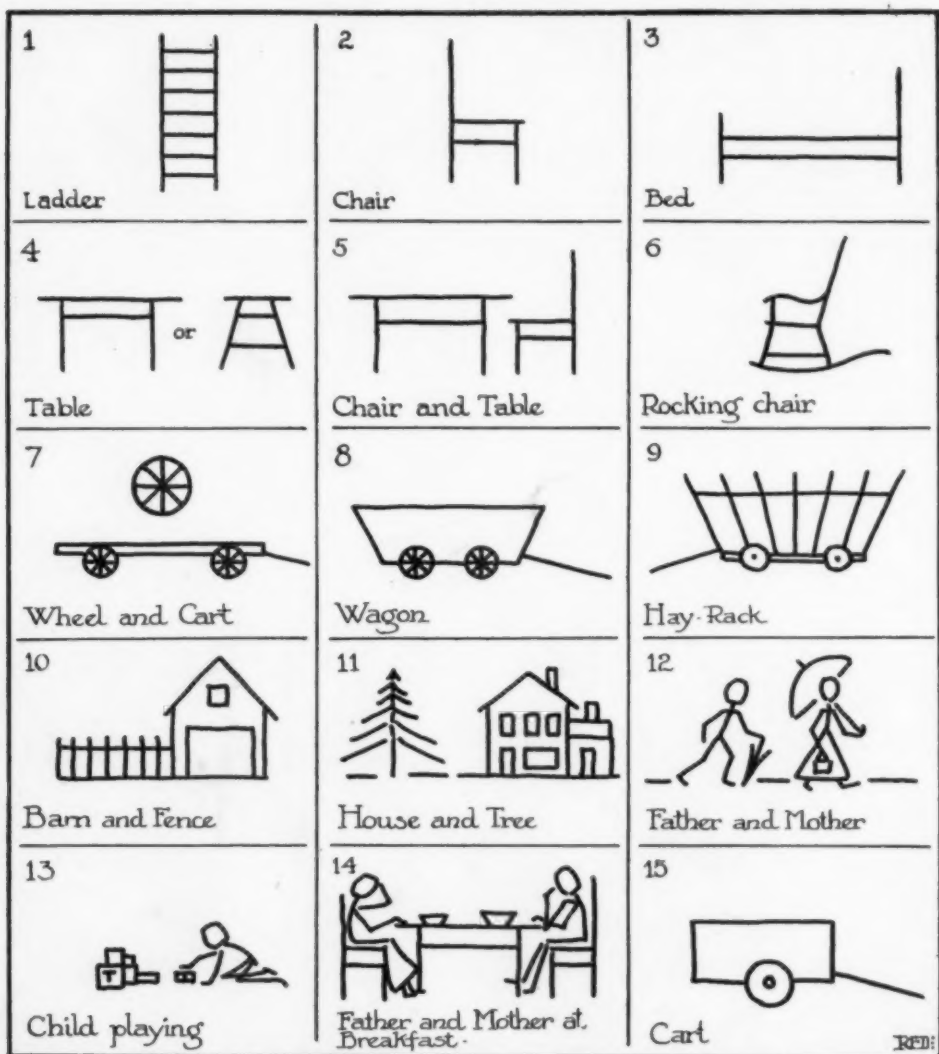 1
Ladder
2
Chair
3
Bed
4
or
Table
5
Chair and Table
6
Rocking chair
7
Wheel and Cart
8
Wagon
9
Hay-Rack
10
Barn and Fence
11
House and Tree
12
Father and Mother
13
T
Child playing
14
Father and Mother at
Breakfast.
15
Cart